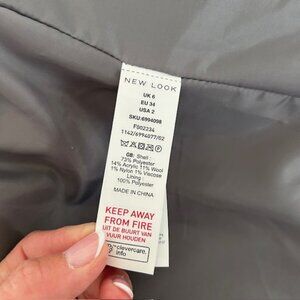 NEW LOOK
UK 6
EU 34
USA 2
SKU:6994098
F502234
1142/6994077/02
GB: Shell :
73% Polyester
14% Acrylic 11% Wool
1% Nylon 1% Viscose
Lining :
100% Polyester
MADE IN CHINA
KEEP AWAY
FROM FIRE
UIT DE BUURT VAN
VUUR HOUDEN
clevercare.
info